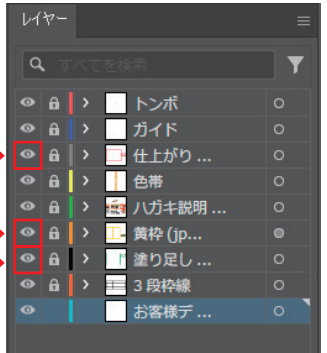 レイヤー
すべてを検索
トンボ
ガイド
仕上がり ...
色帯
ハガキ説明 ...
黄枠 (jp...
塗り足し ...
3 段枠線
お客様デ ...